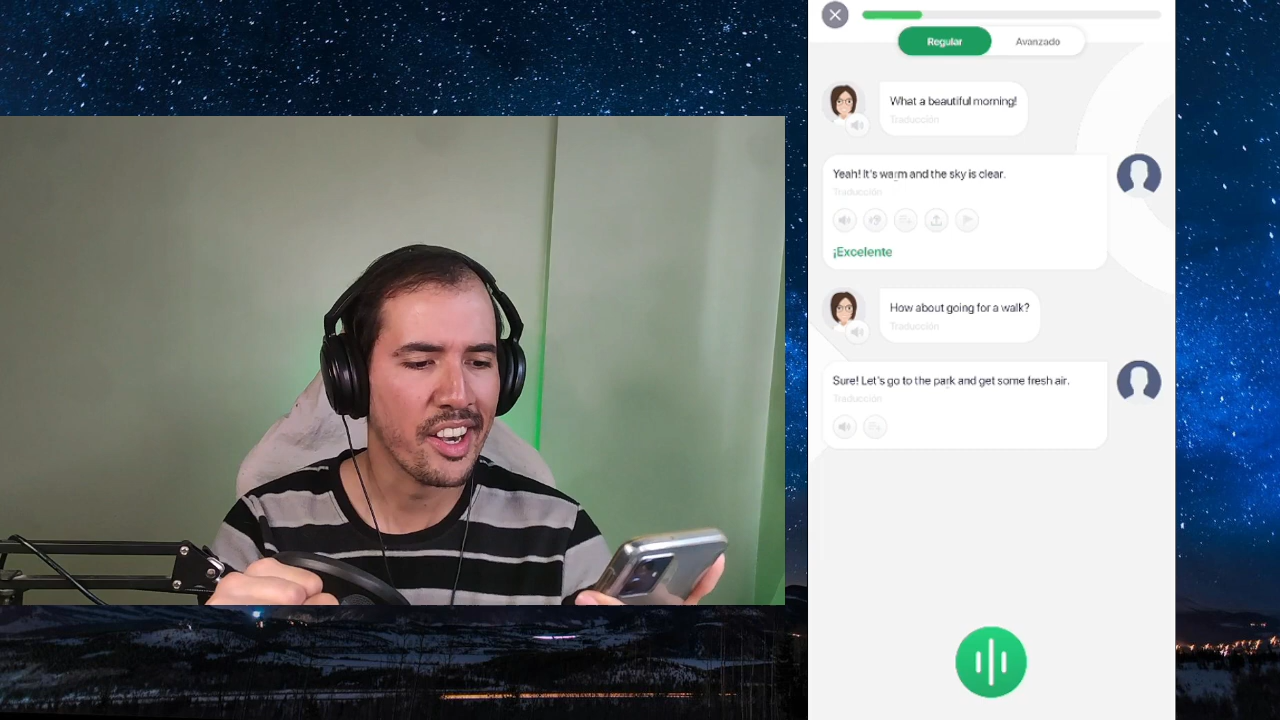 Regular
Avanzado
What a beautiful morning!
Traducción
Yeah! It's warm and the sky is clear.
Traducción
¡Excelente
How about going for a walk?
Traducción
Sure! Let's go to the park and get some fresh air.
Traducción